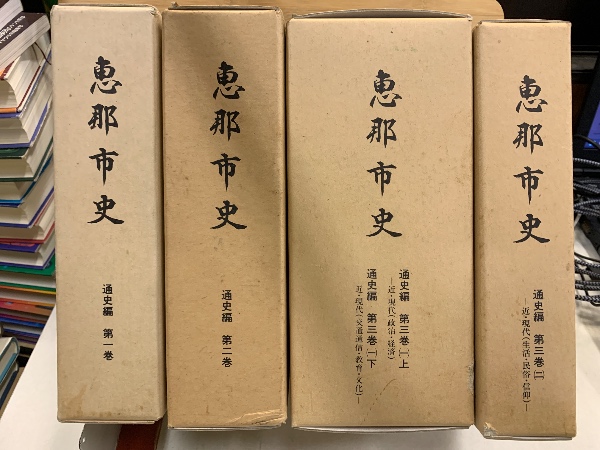 恵那市史
通史編 第一巻
恵那市史
通史編 第二巻
恵那市史
通史編 第三巻(一)上
―近・現代(政治・経済)
通史編 第三巻(一)下
近・現代(交通通信・教育・文化)―
恵那市史
通史編 第三巻(二)
―近・現代(生活・民俗・信仰)―